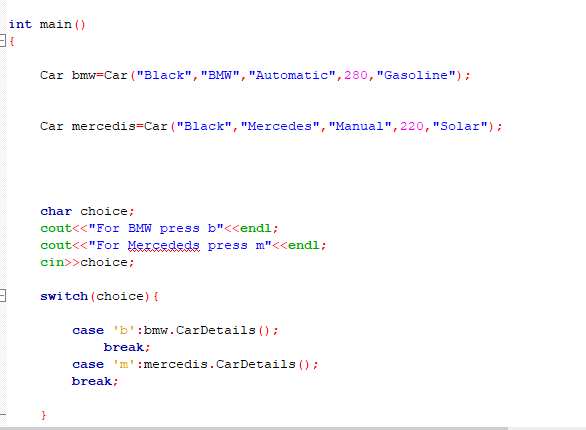 int main()
{
Car bmw=Car("Black","BMW","Automatic",280,"Gasoline");
Car mercedis=Car("Black","Mercedes","Manual",220,"Solar");
char choice;
cout<<"For BMW press b"<<endl;
cout<<"For Mercededs press m"<<endl;
cin>>choice;
switch(choice){
case 'b':bmw.CarDetails();
break;
case 'm':mercedis.CarDetails();
break;
}